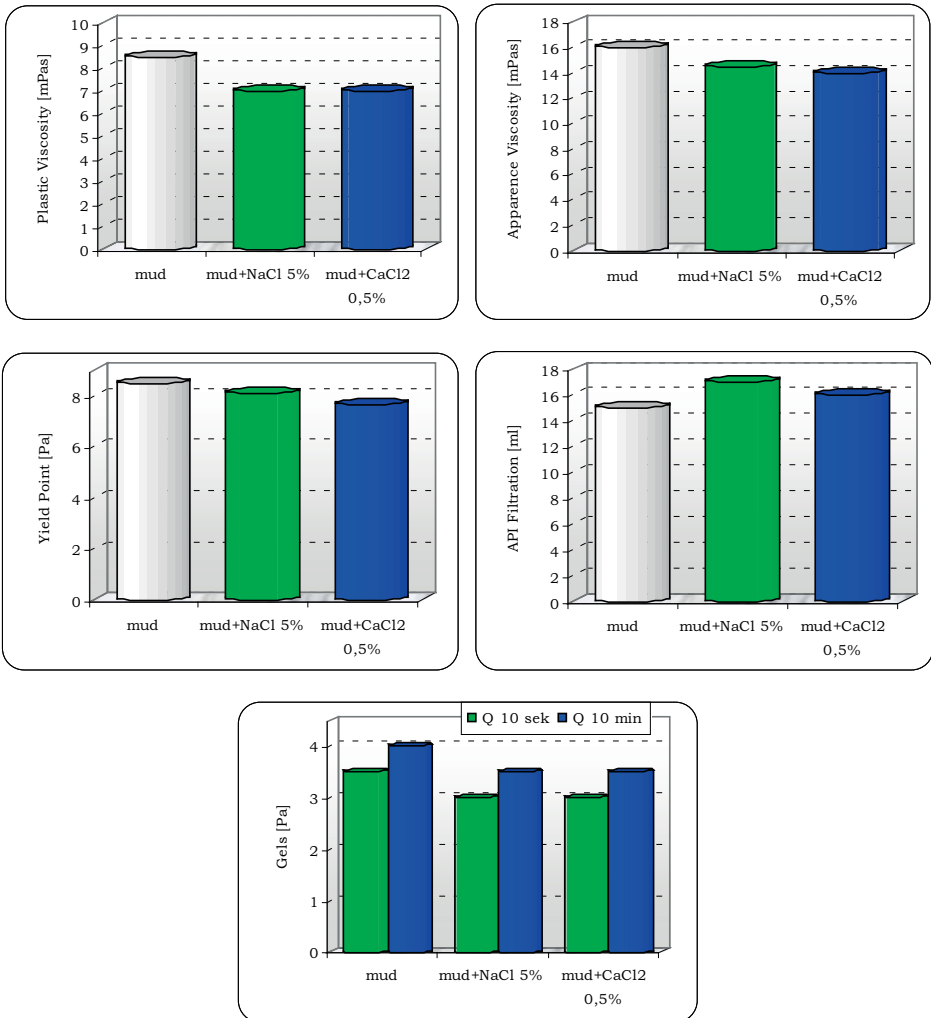 Plastic Viscosity [mPas]
10
9
8
7
6
5
4
3
2
1
0
mud
mud+NaCl 5%
mud+CaCl2
0,5%
Apparence Viscosity [mPas]
18
16
14
12
10
8
6
4
2
0
mud
mud+NaCl 5%
mud+CaCl2
0,5%
Yield Point [Pa]
8
6
4
2
0
mud
mud+NaCl 5%
mud+CaCl2
0,5%
API Filtration [ml]
18
16
14
12
10
8
6
4
2
0
mud
mud+NaCl 5%
mud+CaCl2
0,5%
Q 10 sek
Q 10 min
Gels [Pa]
4
3
2
1
0
mud
mud+NaCl 5%
mud+CaCl2
0,5%